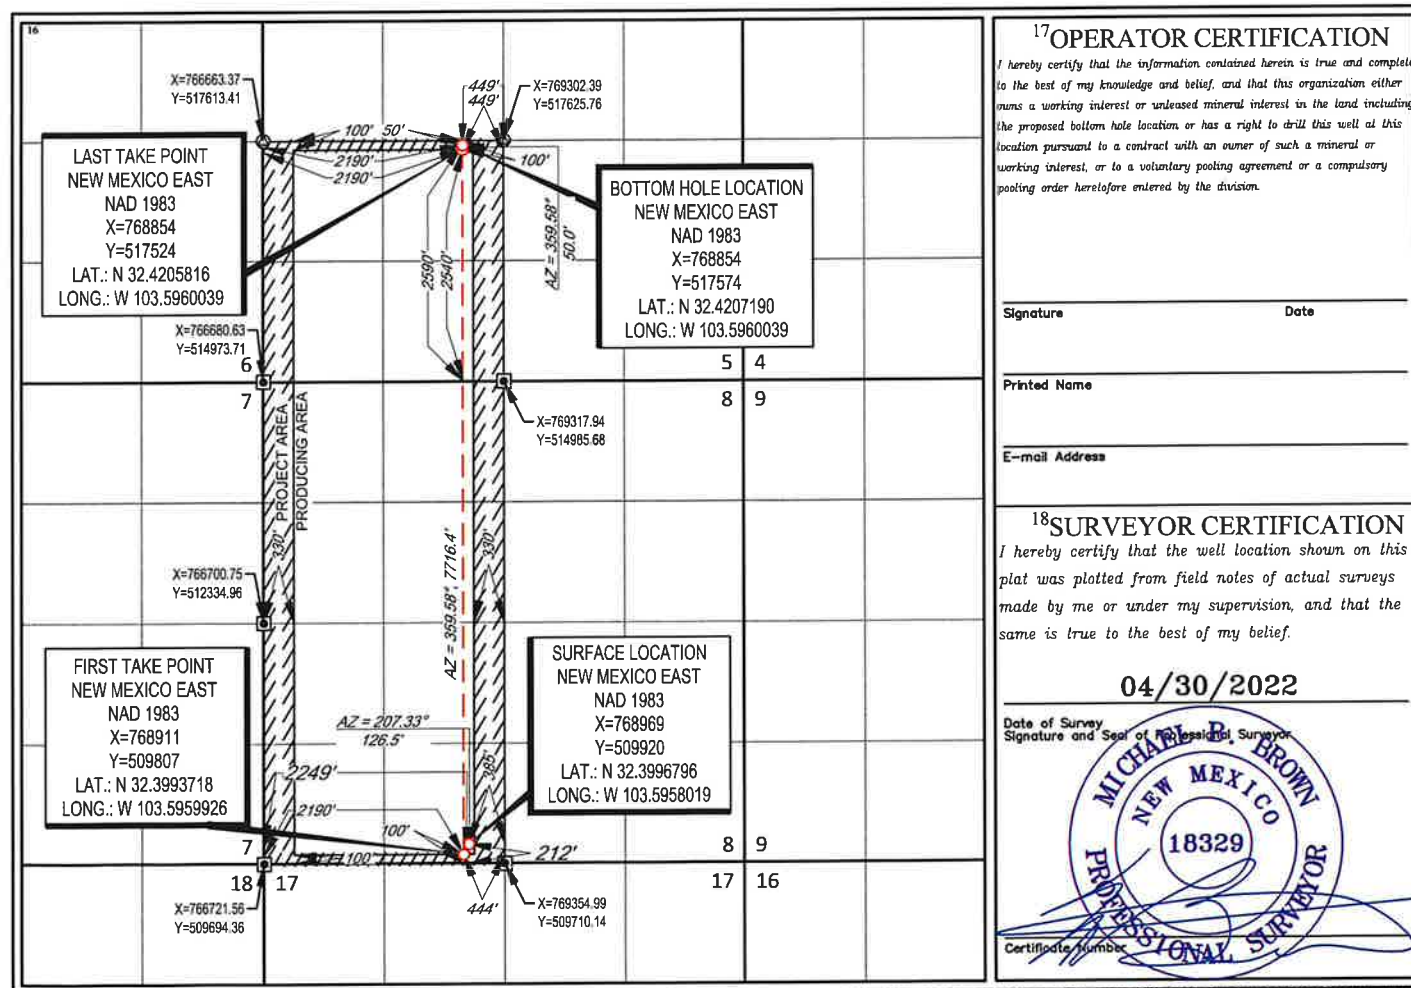 16
X=766663.37
Y=517613.41
449'
449'
X=769302.39
Y=517625.76
100'
50'
2190'
2190'
100'
LAST TAKE POINT
NEW MEXICO EAST
NAD 1983
X=768854
Y=517524
LAT.: N 32.4205816
LONG.: W 103.5960039
BOTTOM HOLE LOCATION
NEW MEXICO EAST
NAD 1983
X=768854
Y=517574
LAT.: N 32.4207190
LONG.: W 103.5960039
2590'
2540'
AZ = 359.58°
50.0'
X=766680.63
Y=514973.71
6
7
5 4
8 9
X=769317.94
Y=514985.68
330'
PROJECT AREA
PRODUCING AREA
AZ = 359.58°, 7716.4'
330'
X=766700.75
Y=512334.96
FIRST TAKE POINT
NEW MEXICO EAST
NAD 1983
X=768911
Y=509807
LAT.: N 32.3993718
LONG.: W 103.5959926
SURFACE LOCATION
NEW MEXICO EAST
NAD 1983
X=768969
Y=509920
LAT.: N 32.3996796
LONG.: W 103.5958019
AZ = 207.33°
126.5'
385'
2249'
2190'
100'
100'
212'
444'
7
18 17
8 9
17 16
X=766721.56
Y=509694.36
X=769354.99
Y=509710.14
17 OPERATOR CERTIFICATION
I hereby certify that the information contained herein is true and complete
to the best of my knowledge and belief, and that this organization either
owns a working interest or unleased mineral interest in the land including
the proposed bottom hole location or has a right to drill this well at this
location pursuant to a contract with an owner of such a mineral or
working interest, or to a voluntary pooling agreement or a compulsory
pooling order heretofore entered by the division.
Signature Date
Printed Name
E-mail Address
18 SURVEYOR CERTIFICATION
I hereby certify that the well location shown on this
plat was plotted from field notes of actual surveys
made by me or under my supervision, and that the
same is true to the best of my belief.
04/30/2022
Date of Survey
Signature and Seal of Professional Surveyor
MICHAEL P. BROWN
NEW MEXICO
18329
PROFESSIONAL SURVEYOR
Certificate Number